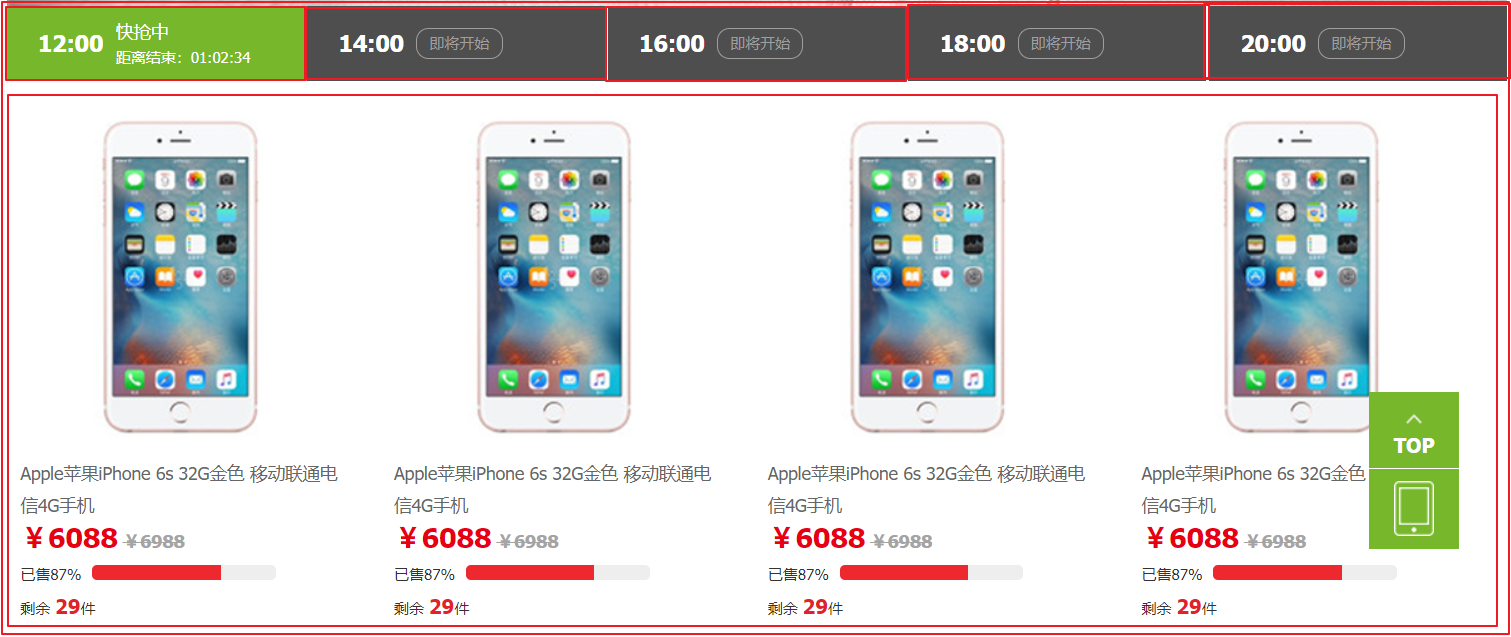 12:00 快抢中
距离结束：01:02:34
14:00 即将开始
16:00 即将开始
18:00 即将开始
20:00 即将开始
Apple苹果iPhone 6s 32G金色 移动联通电
信4G手机
￥6088 ￥6988
已售87%
剩余 29件
Apple苹果iPhone 6s 32G金色 移动联通电
信4G手机
￥6088 ￥6988
已售87%
剩余 29件
Apple苹果iPhone 6s 32G金色 移动联通电
信4G手机
￥6088 ￥6988
已售87%
剩余 29件
Apple苹果iPhone 6s 32G金色
信4G手机
￥6088 ￥6988
已售87%
剩余 29件
TOP